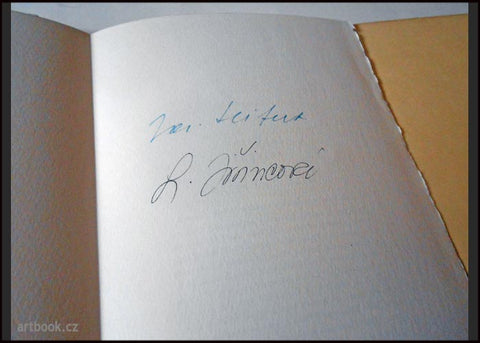 Jar. Seifert
L. Jiřincová
artbook.cz